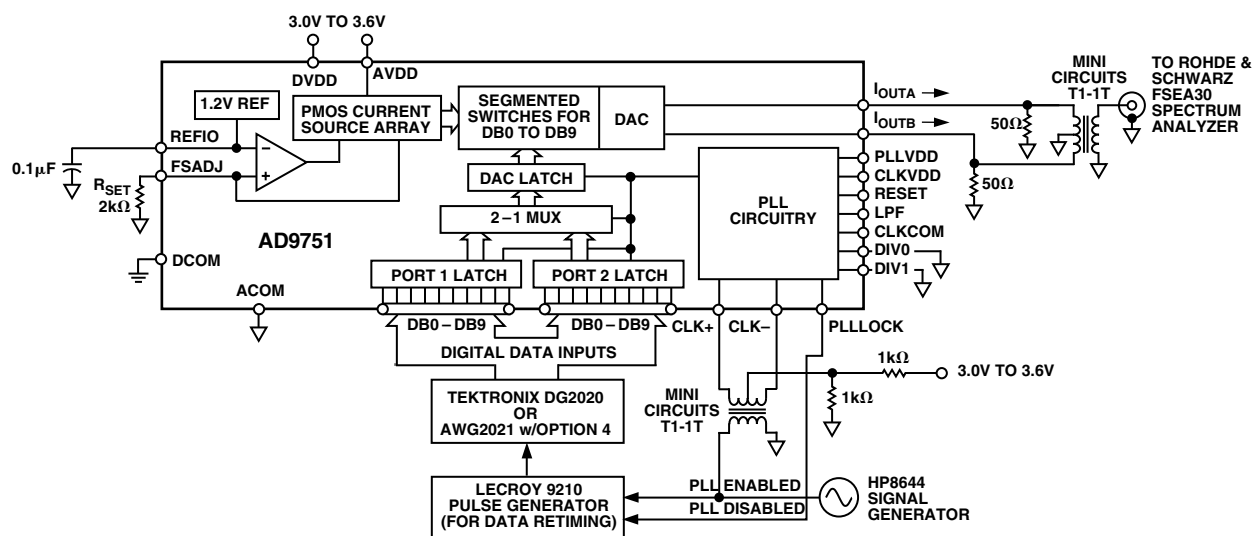 3.0V TO 3.6V
DVDD
AVDD
1.2V REF
PMOS CURRENT
SOURCE ARRAY
SEGMENTED
SWITCHES FOR
DB0 TO DB9
DAC
IOUTA
IOUTB
MINI
CIRCUITS
T1-1T
TO ROHDE &
SCHWARZ
FSEA30
SPECTRUM
ANALYZER
50Ω
50Ω
REFIO
FSADJ
0.1µF
RSET
2kΩ
DCOM
ACOM
AD9751
DAC LATCH
2–1 MUX
PORT 1 LATCH
PORT 2 LATCH
PLL
CIRCUITRY
PLLVDD
CLKVDD
RESET
LPF
CLKCOM
DIV0
DIV1
DB0 – DB9
DB0 – DB9
CLK+
CLK–
PLLLOCK
DIGITAL DATA INPUTS
TEKTRONIX DG2020
OR
AWG2021 w/OPTION 4
MINI
CIRCUITS
T1-1T
1kΩ
1kΩ
3.0V TO 3.6V
LECROY 9210
PULSE GENERATOR
(FOR DATA RETIMING)
PLL ENABLED
PLL DISABLED
HP8644
SIGNAL
GENERATOR